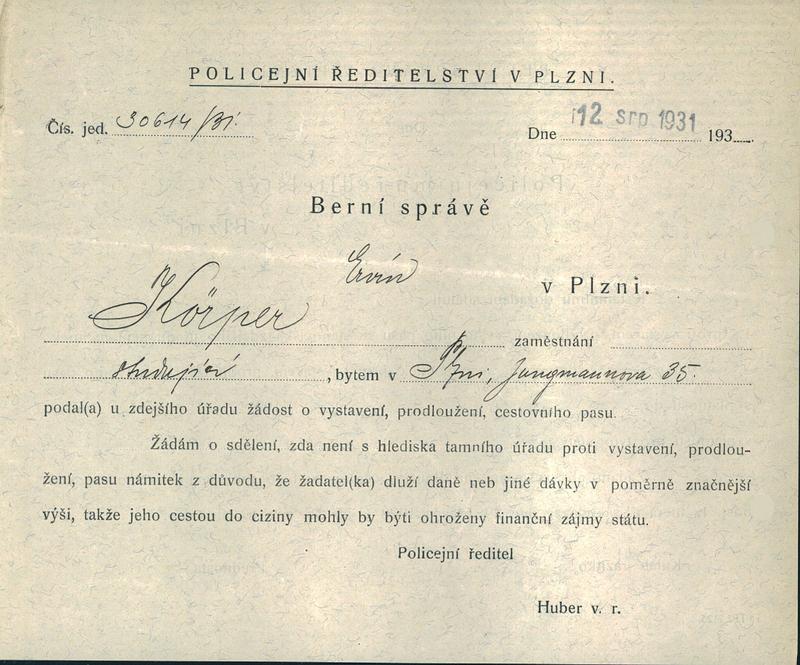 POLICEJNÍ ŘEDITELSTVÍ V PLZNI.
Čís. jed. 30614/31.
Dne 12 srp 1931 193
Berní správě
v Plzni.
Ervín
Körper zaměstnání
studující, bytem v Plzni, Jungmannova 35.
podal(a) u zdejšího úřadu žádost o vystavení, prodloužení, cestovního pasu.
Žádám o sdělení, zda není s hlediska tamního úřadu proti vystavení, prodlou-
žení, pasu námitek z důvodu, že žadatel(ka) dluží daně neb jiné dávky v poměrně značnější
výši, takže jeho cestou do ciziny mohly by býti ohroženy finanční zájmy státu.
Policejní ředitel
Huber v. r.